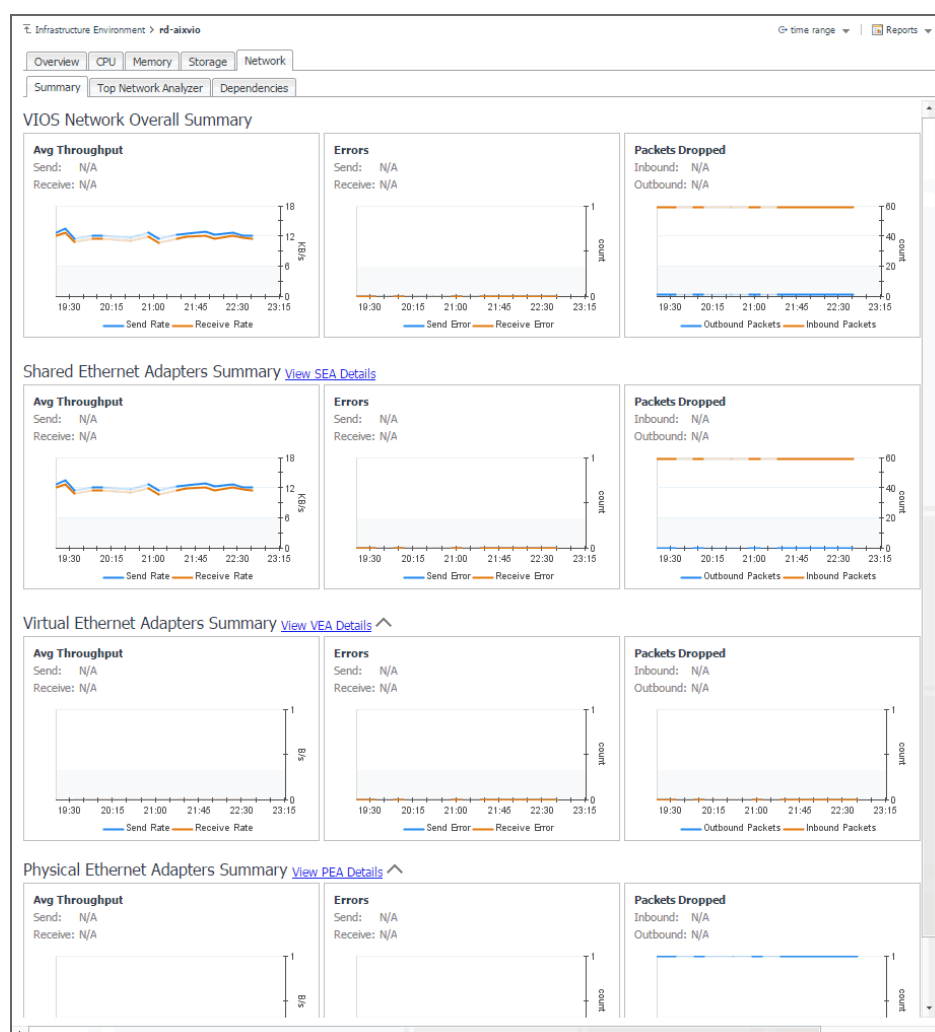 Infrastructure Environment > rd-aixvio
time range
Reports
Overview CPU Memory Storage Network
Summary Top Network Analyzer Dependencies
VIOS Network Overall Summary
Avg Throughput
Send: N/A
Receive: N/A
18
12
6
0
KB/s
19:30 20:15 21:00 21:45 22:30 23:15
Send Rate Receive Rate
Errors
Send: N/A
Receive: N/A
1
0
count
19:30 20:15 21:00 21:45 22:30 23:15
Send Error Receive Error
Packets Dropped
Inbound: N/A
Outbound: N/A
60
40
20
0
count
19:30 20:15 21:00 21:45 22:30 23:15
Outbound Packets Inbound Packets
Shared Ethernet Adapters Summary View SEA Details
Avg Throughput
Send: N/A
Receive: N/A
18
12
6
0
KB/s
19:30 20:15 21:00 21:45 22:30 23:15
Send Rate Receive Rate
Errors
Send: N/A
Receive: N/A
1
0
count
19:30 20:15 21:00 21:45 22:30 23:15
Send Error Receive Error
Packets Dropped
Inbound: N/A
Outbound: N/A
60
40
20
0
count
19:30 20:15 21:00 21:45 22:30 23:15
Outbound Packets Inbound Packets
Virtual Ethernet Adapters Summary View VEA Details
Avg Throughput
Send: N/A
Receive: N/A
1
0
B/s
19:30 20:15 21:00 21:45 22:30 23:15
Send Rate Receive Rate
Errors
Send: N/A
Receive: N/A
1
0
count
19:30 20:15 21:00 21:45 22:30 23:15
Send Error Receive Error
Packets Dropped
Inbound: N/A
Outbound: N/A
1
0
count
19:30 20:15 21:00 21:45 22:30 23:15
Outbound Packets Inbound Packets
Physical Ethernet Adapters Summary View PEA Details
Avg Throughput
Send: N/A
Receive: N/A
1
B/s
Errors
Send: N/A
Receive: N/A
1
count
Packets Dropped
Inbound: N/A
Outbound: N/A
1
count